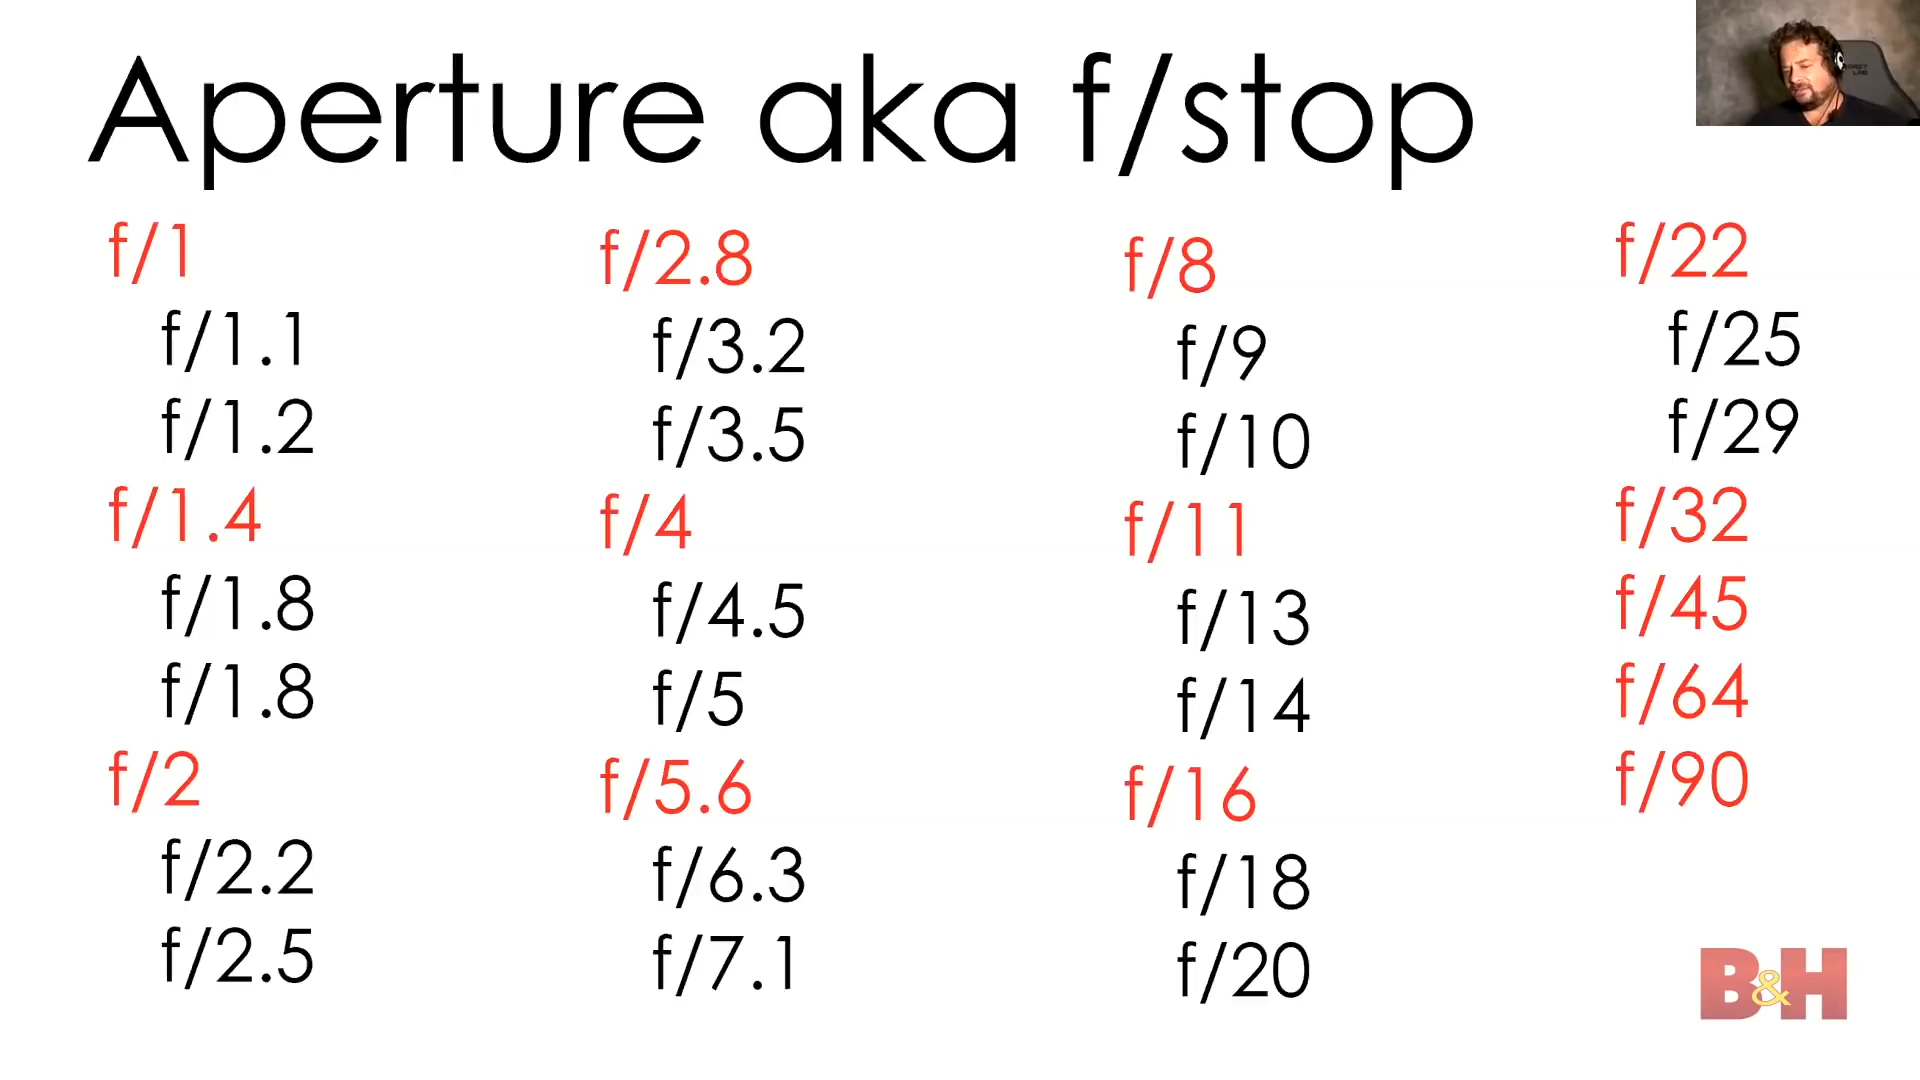 Aperture aka f/stop
f/1
f/1.1
f/1.2
f/1.4
f/1.8
f/1.8
f/2
f/2.2
f/2.5
f/2.8
f/3.2
f/3.5
f/4
f/4.5
f/5
f/5.6
f/6.3
f/7.1
f/8
f/9
f/10
f/11
f/13
f/14
f/16
f/18
f/20
f/22
f/25
f/29
f/32
f/45
f/64
f/90
B&H